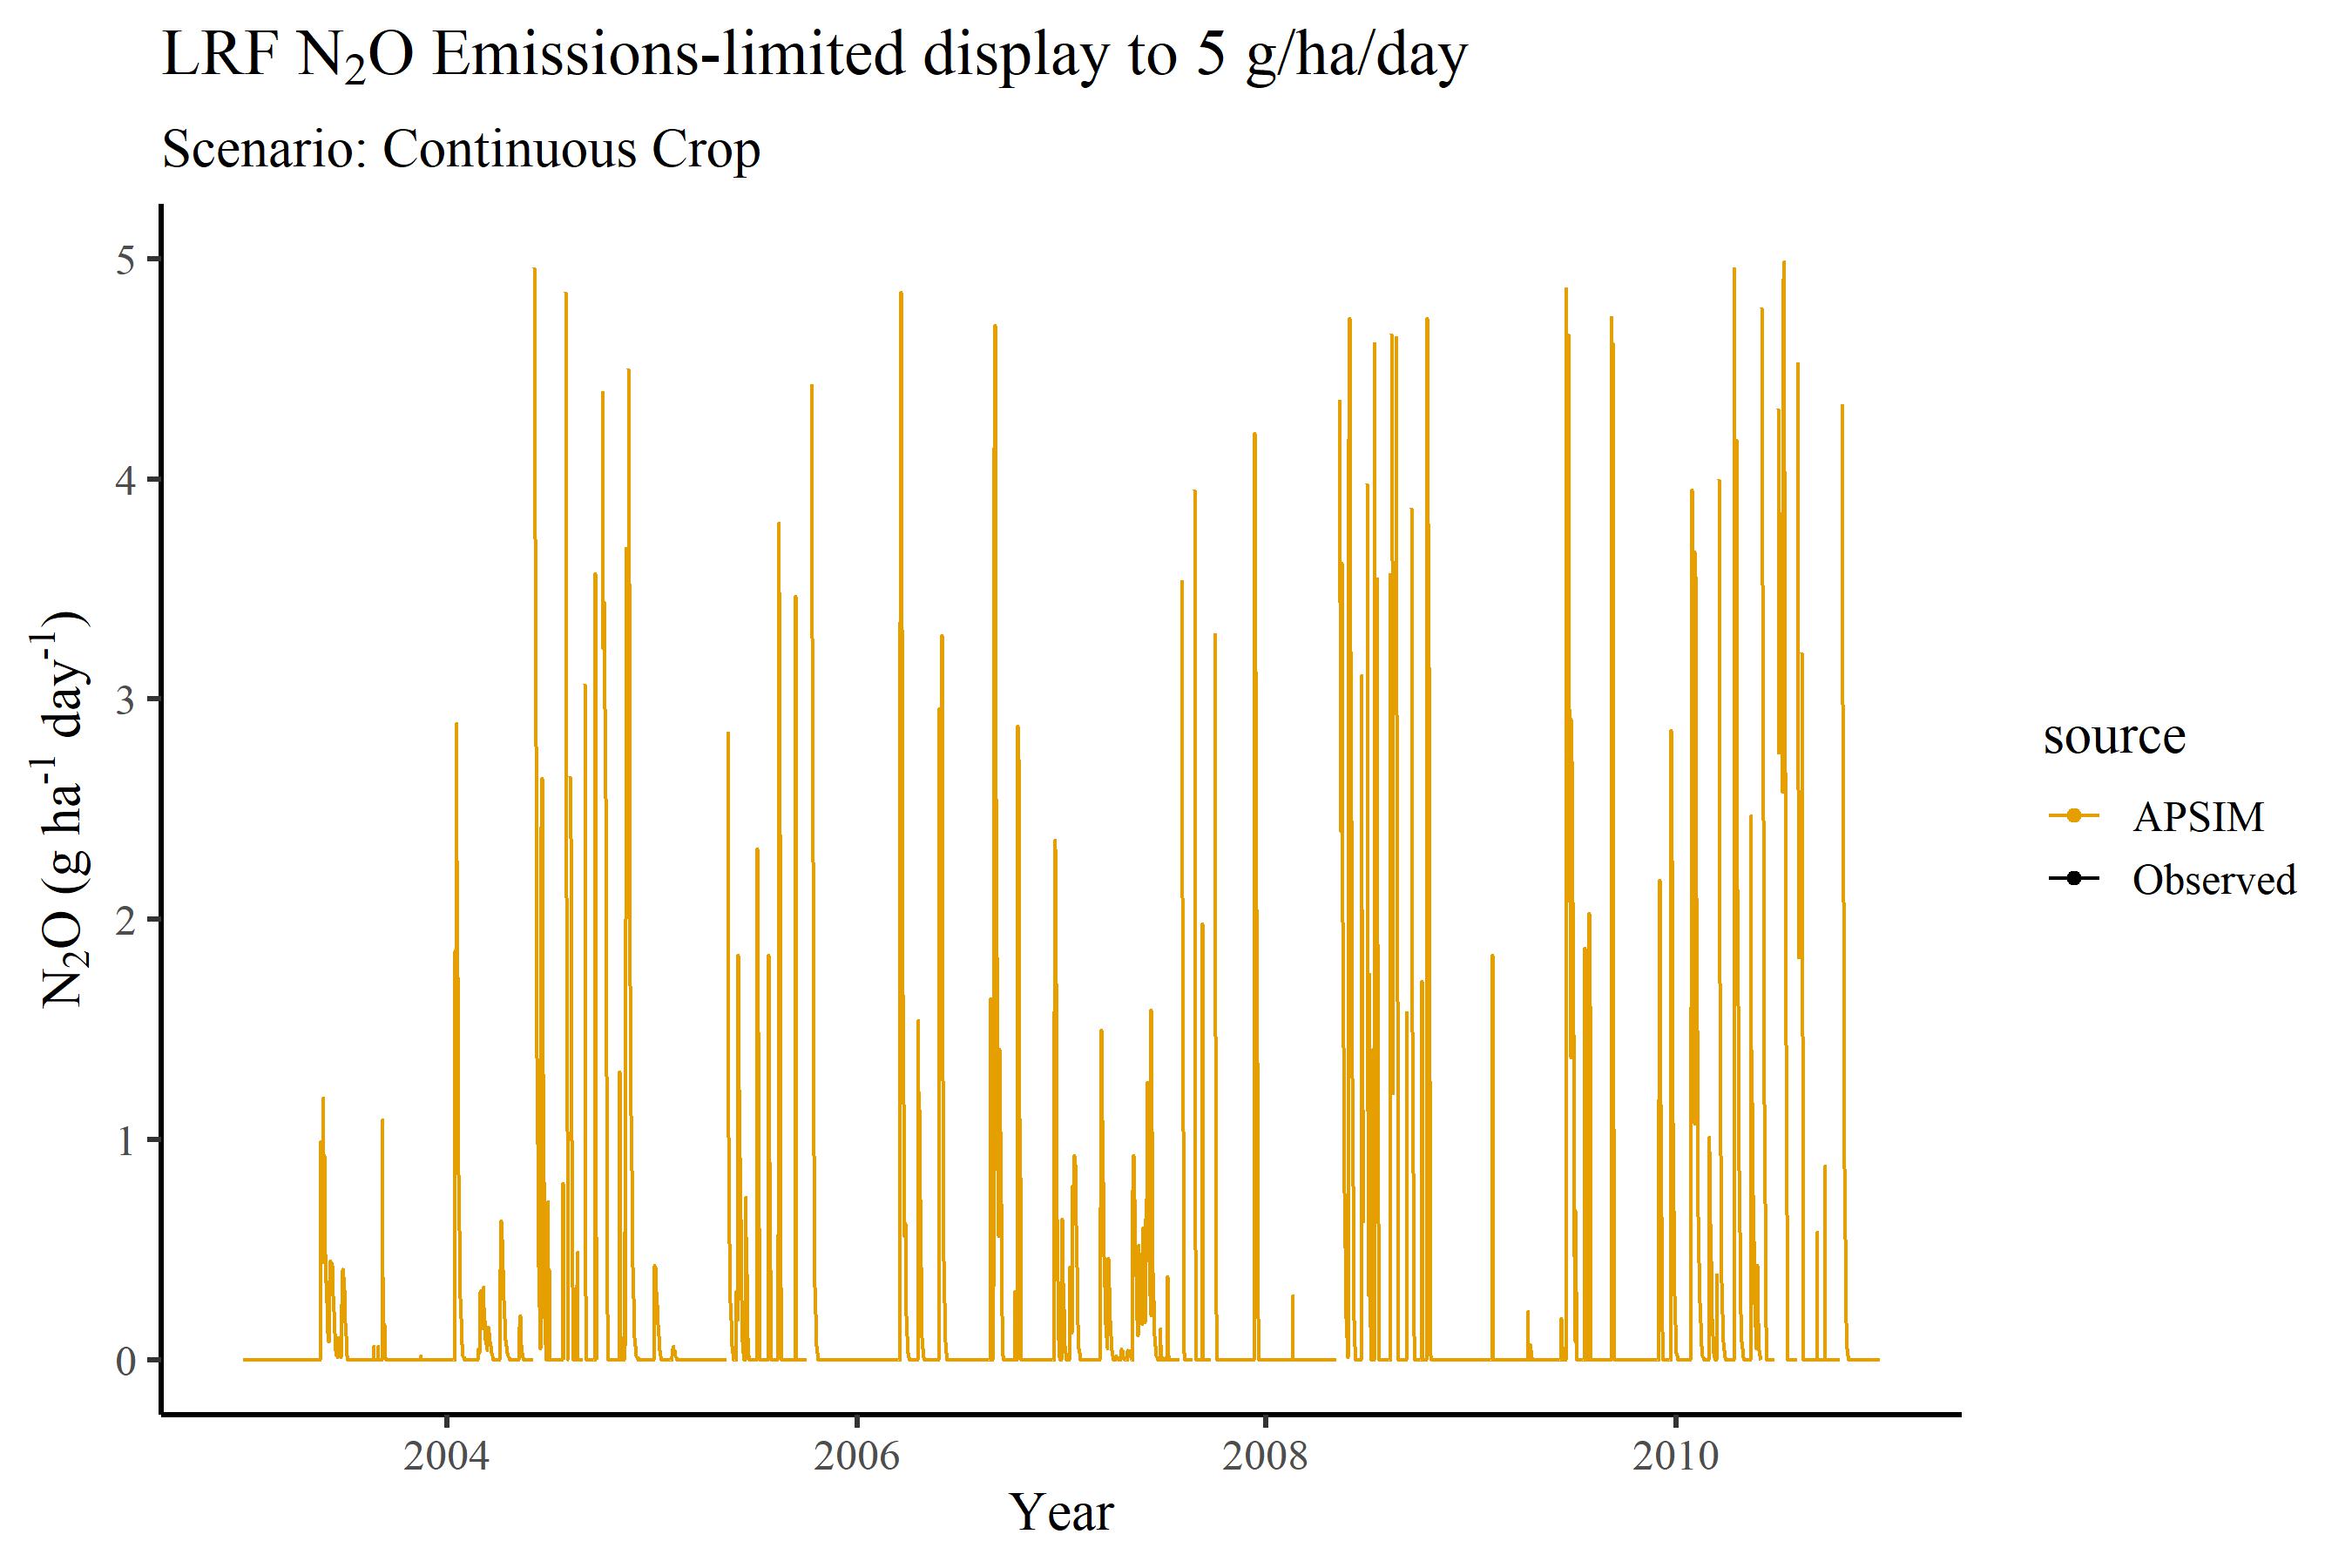 LRF N₂O Emissions-limited display to 5 g/ha/day
Scenario: Continuous Crop
N₂O (g ha⁻¹ day⁻¹)
5
4
3
2
1
0
2004 2006 2008 2010
Year
source
APSIM
Observed